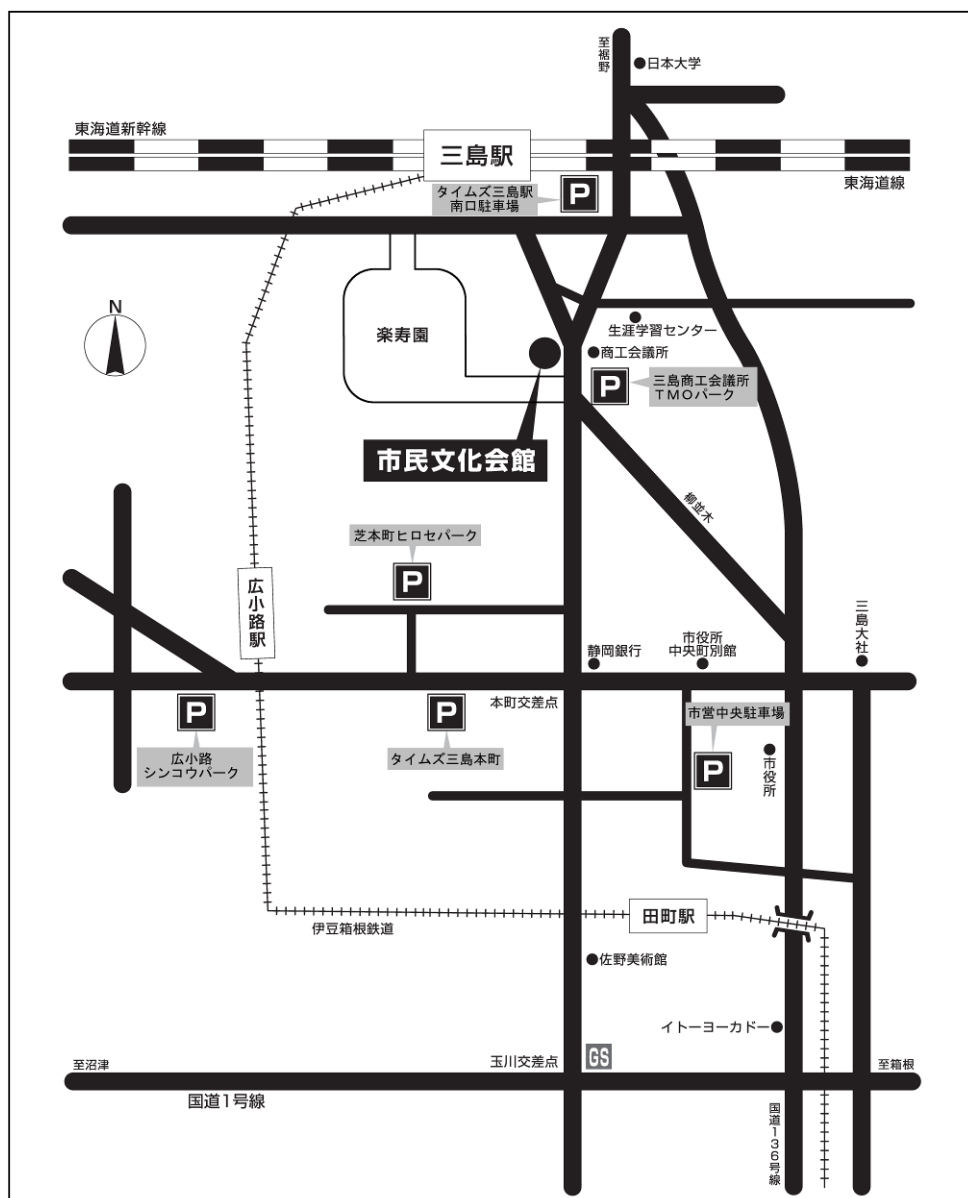 至裾野
日本大学
東海道新幹線
三島駅
東海道線
タイムズ三島駅
南口駐車場
P
N
楽寿園
生涯学習センター
商工会議所
P
三島商工会議所
TMOパーク
市民文化会館
柳並木
芝本町ヒロセパーク
P
広小路駅
三島大社
静岡銀行
市役所
中央町別館
本町交差点
P
広小路
シンコウパーク
P
タイムズ三島本町
市営中央駐車場
P
市役所
田町駅
伊豆箱根鉄道
佐野美術館
イトーヨーカドー
玉川交差点
GS
至沼津
至箱根
国道1号線
国道136号線